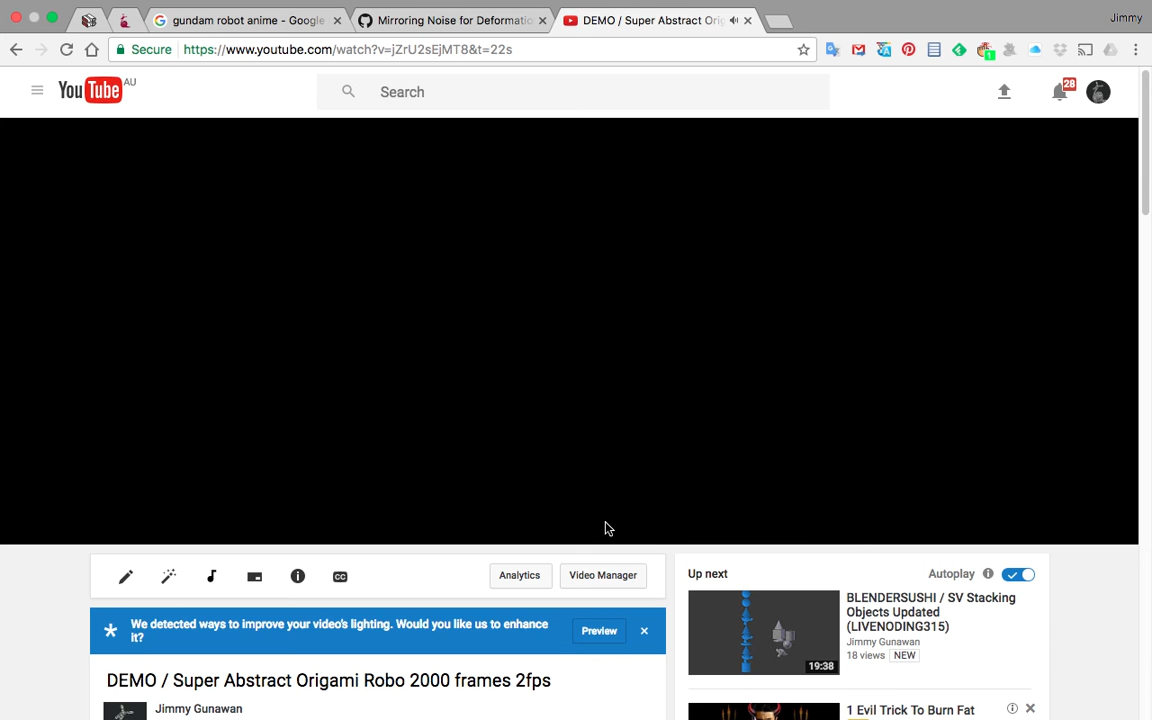 gundam robot anime - Google
Mirroring Noise for Deformatio
DEMO / Super Abstract Orig
Jimmy
Secure
https://www.youtube.com/watch?v=jZrU2sEjMT8&t=22s
1
YouTube AU
Search
28
Analytics
Video Manager
We detected ways to improve your video's lighting. Would you like us to enhance
it?
Preview
DEMO / Super Abstract Origami Robo 2000 frames 2fps
Jimmy Gunawan
Up next
Autoplay
19:38
BLENDERSUSHI / SV Stacking
Objects Updated
(LIVENODING315)
Jimmy Gunawan
18 views NEW
1 Evil Trick To Burn Fat